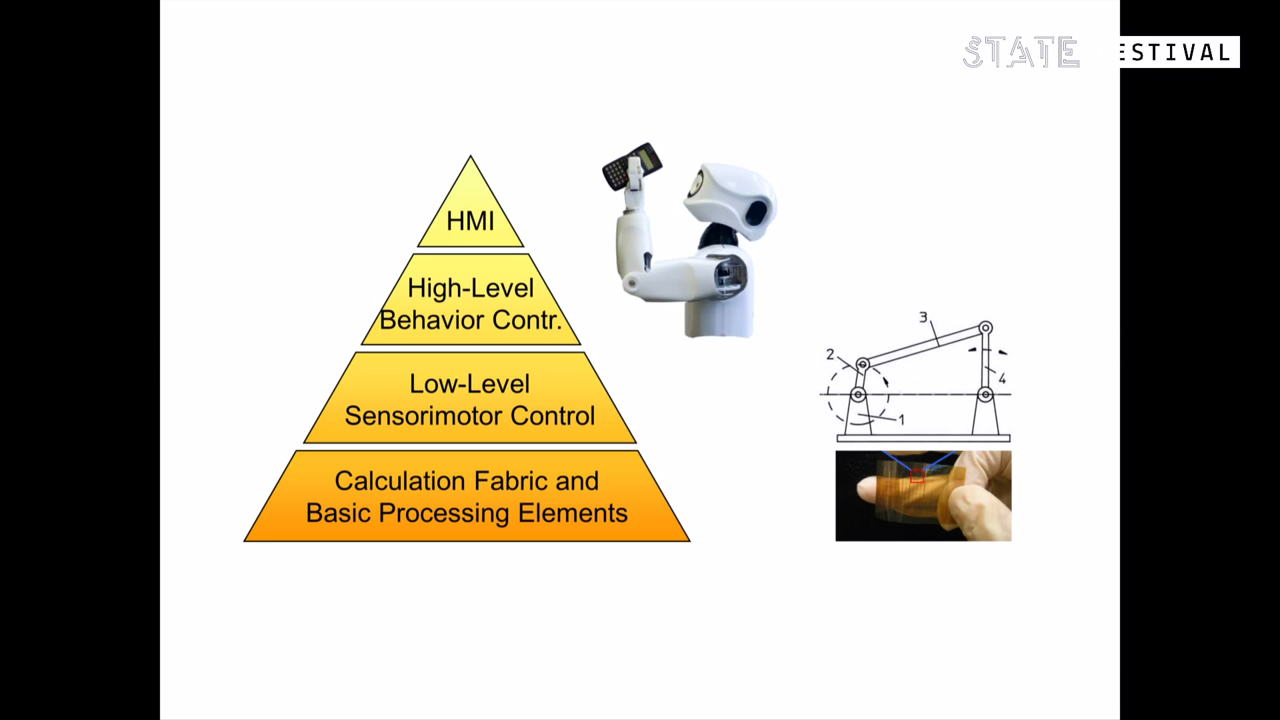 STATE ESTIVAL
HMI
High-Level
Behavior Contr.
Low-Level
Sensorimotor Control
Calculation Fabric and
Basic Processing Elements
3
2
4
1